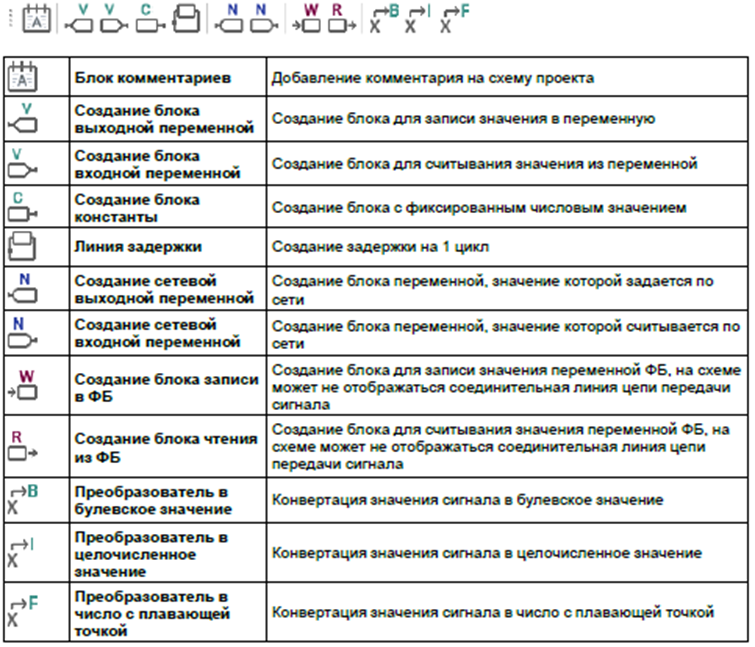 A V V C N N W R B I F
X X X
A Блок комментариев Добавление комментария на схему проекта
V Создание блока
выходной переменной
Создание блока для записи значения в переменную
V Создание блока
входной переменной
Создание блока для считывания значения из переменной
C Создание блока
константы
Создание блока с фиксированным числовым значением
Линия задержки Создание задержки на 1 цикл
N Создание сетевой
выходной переменной
Создание блока переменной, значение которой задается по
сети
N Создание сетевой
входной переменной
Создание блока переменной, значение которой считывается по
сети
W Создание блока записи
в ФБ
Создание блока для записи значения переменной ФБ, на схеме
может не отображаться соединительная линия цепи передачи
сигнала
R Создание блока чтения
из ФБ
Создание блока для считывания значения переменной ФБ, на
схеме может не отображаться соединительная линия цепи
передачи сигнала
B
X
Преобразователь в
булевское значение
Конвертация значения сигнала в булевское значение
I
X
Преобразователь в
целочисленное
значение
Конвертация значения сигнала в целочисленное значение
F
X
Преобразователь в
число с плавающей
точкой
Конвертация значения сигнала в число с плавающей точкой